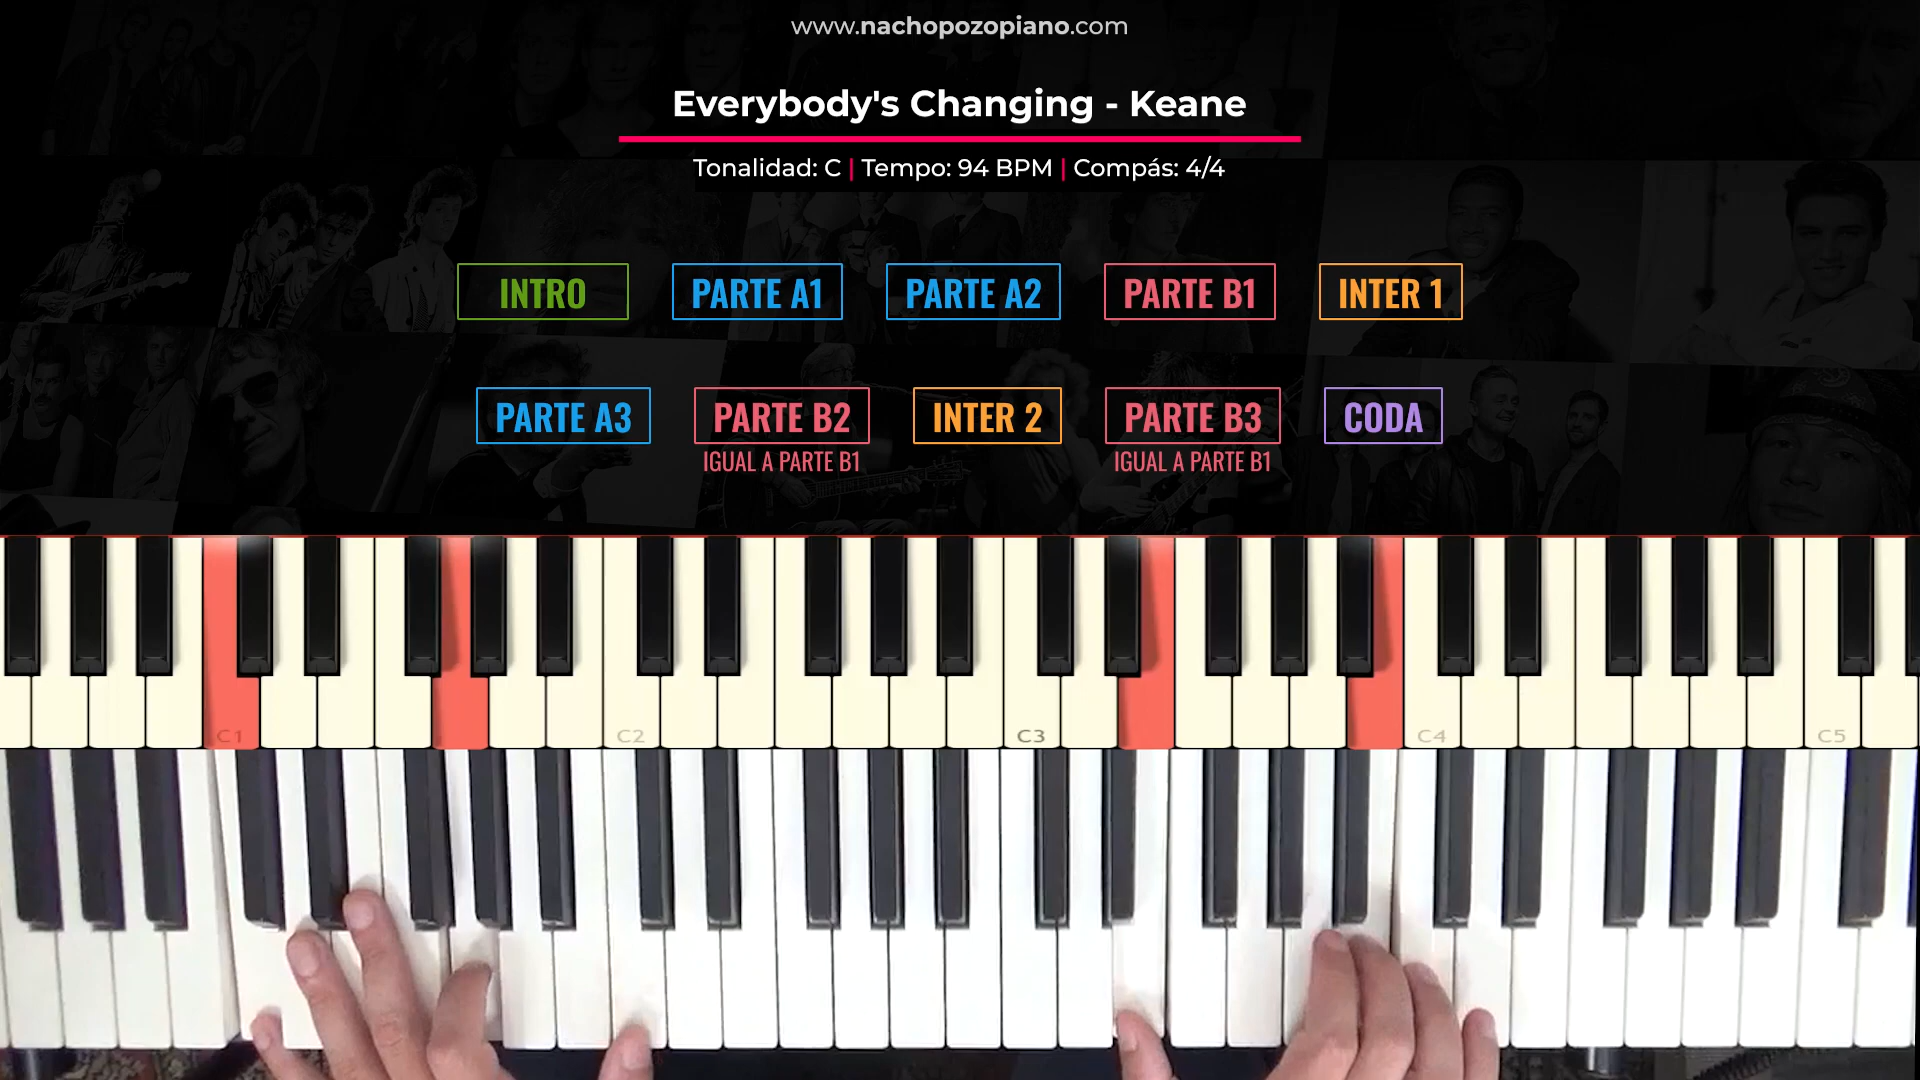 www.nachopozopiano.com
Everybody's Changing - Keane
Tonalidad: C | Tempo: 94 BPM | Compás: 4/4
INTRO PARTE A1 PARTE A2 PARTE B1 INTER 1
PARTE A3 PARTE B2 INTER 2 PARTE B3 CODA
IGUAL A PARTE B1 IGUAL A PARTE B1
C1 C2 C3 C4 C5